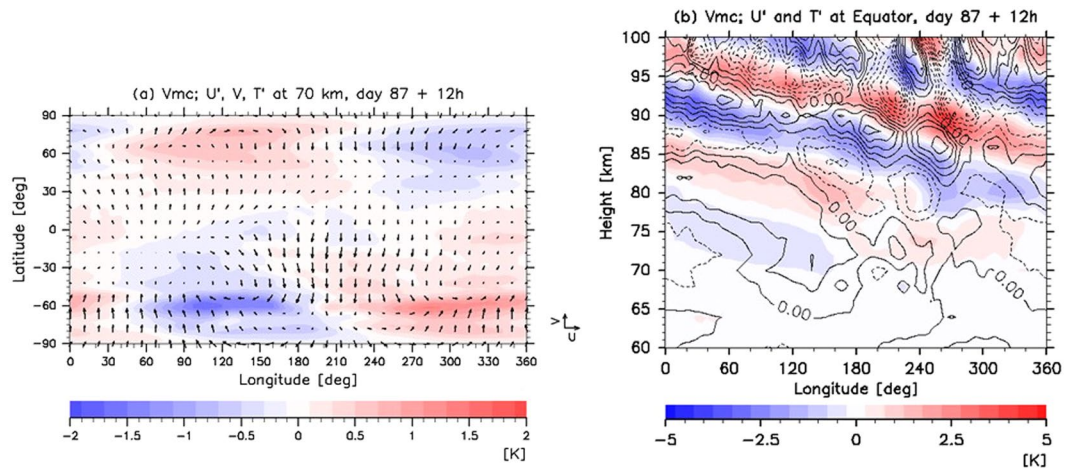 (a) Vmc; U', V, T' at 70 km, day 87 + 12h
90
60
30
0
−30
−60
−90
Latitude [deg]
0 30 60 90 120 150 180 210 240 270 300 330 360
Longitude [deg]
V
U
−2 −1.5 −1 −0.5 0 0.5 1 1.5 2
[K]
(b) Vmc; U' and T' at Equator, day 87 + 12h
100
95
90
85
80
75
70
65
60
Height [km]
0.00
0.00
0.00
0.00
0.00
0 60 120 180 240 300 360
Longitude [deg]
−5 −2.5 0 2.5 5
[K]